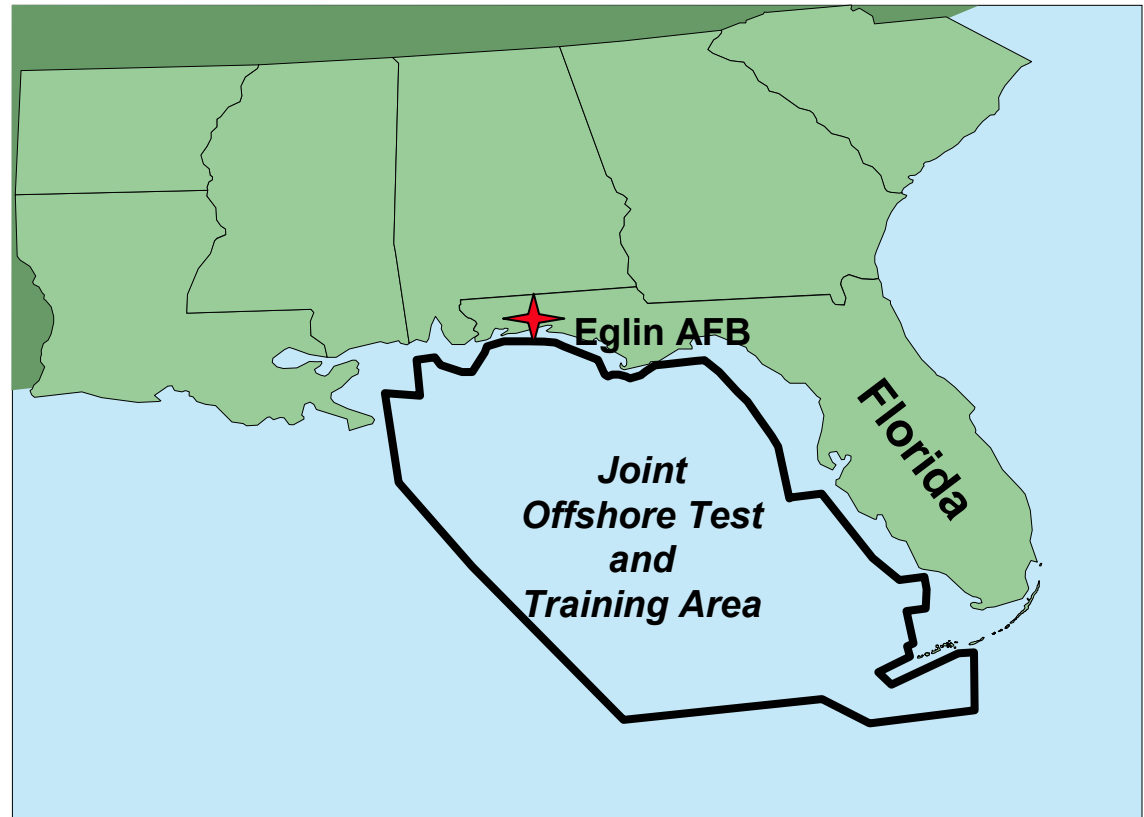 Eglin AFB
Florida
Joint
Offshore Test
and
Training Area